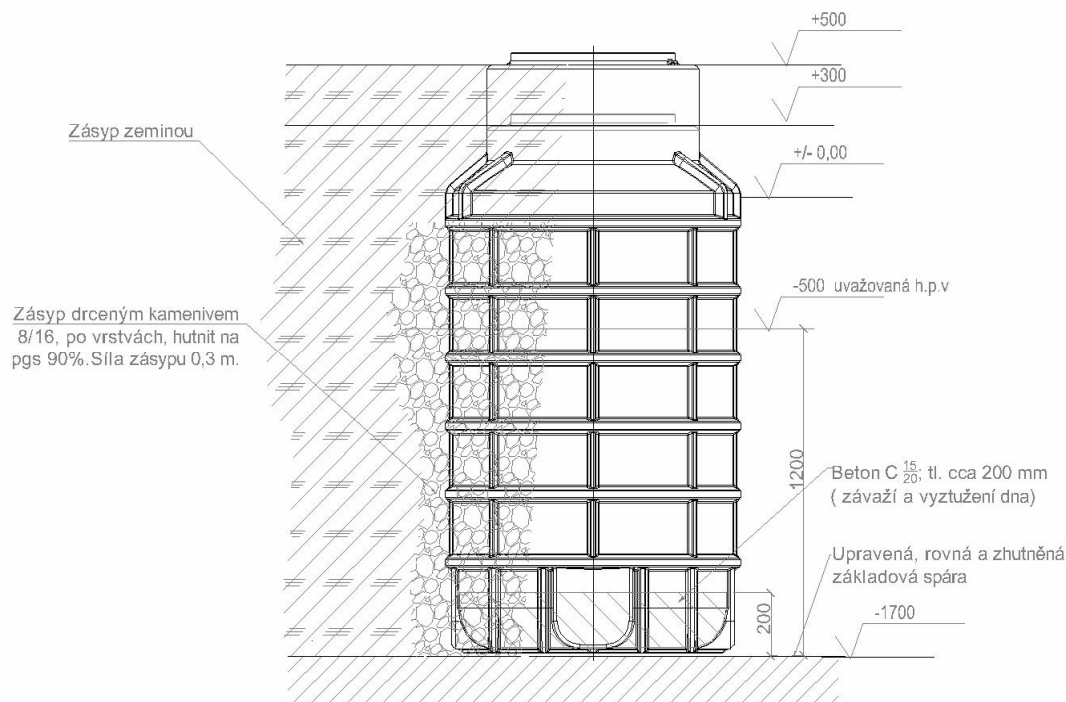 +500
+300
Zásyp zeminou
+/- 0,00
-500 uvažovaná h.p.v
Zásyp drceným kamenivem
8/16, po vrstvách, hutnit na
pgs 90%.Síla zásypu 0,3 m.
1200
Beton C 15/20; tl. cca 200 mm
( závaží a vyztužení dna)
Upravená, rovná a zhutněná
základová spára
200
-1700